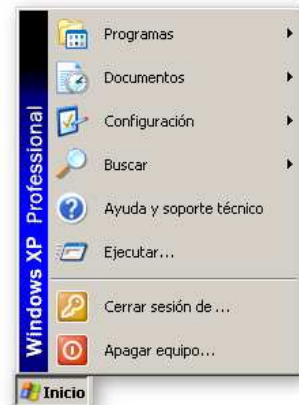 Programas
Documentos
Configuración
Buscar
Ayuda y soporte técnico
Ejecutar...
Cerrar sesión de ...
Apagar equipo...
Windows XP Professional
Inicio